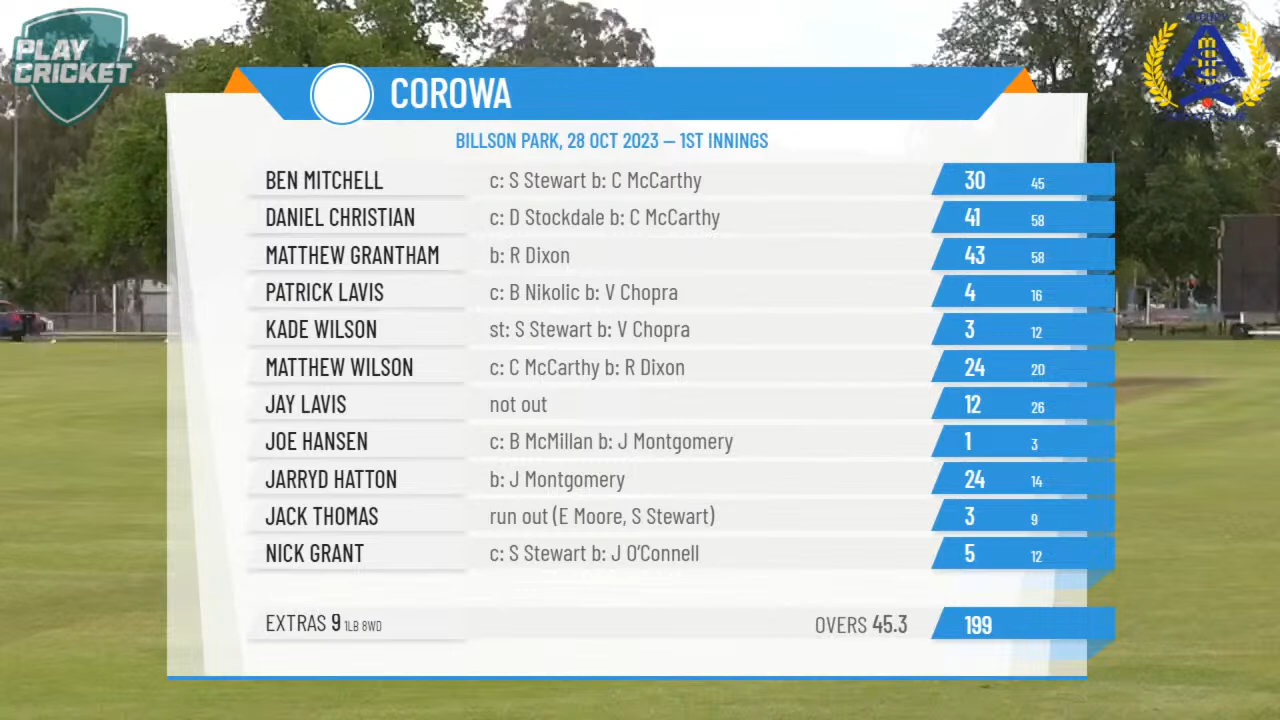 PLAY
CRICKET
ALBURY
CRICKET CLUB
COROWA
BILLSON PARK, 28 OCT 2023 – 1ST INNINGS
BEN MITCHELL c: S Stewart b: C McCarthy 30 45
DANIEL CHRISTIAN c: D Stockdale b: C McCarthy 41 58
MATTHEW GRANTHAM b: R Dixon 43 58
PATRICK LAVIS c: B Nikolic b: V Chopra 4 16
KADE WILSON st: S Stewart b: V Chopra 3 12
MATTHEW WILSON c: C McCarthy b: R Dixon 24 20
JAY LAVIS not out 12 26
JOE HANSEN c: B McMillan b: J Montgomery 1 3
JARRYD HATTON b: J Montgomery 24 14
JACK THOMAS run out (E Moore, S Stewart) 3 9
NICK GRANT c: S Stewart b: J O'Connell 5 12
EXTRAS 9 1LB 8WD OVERS 45.3 199